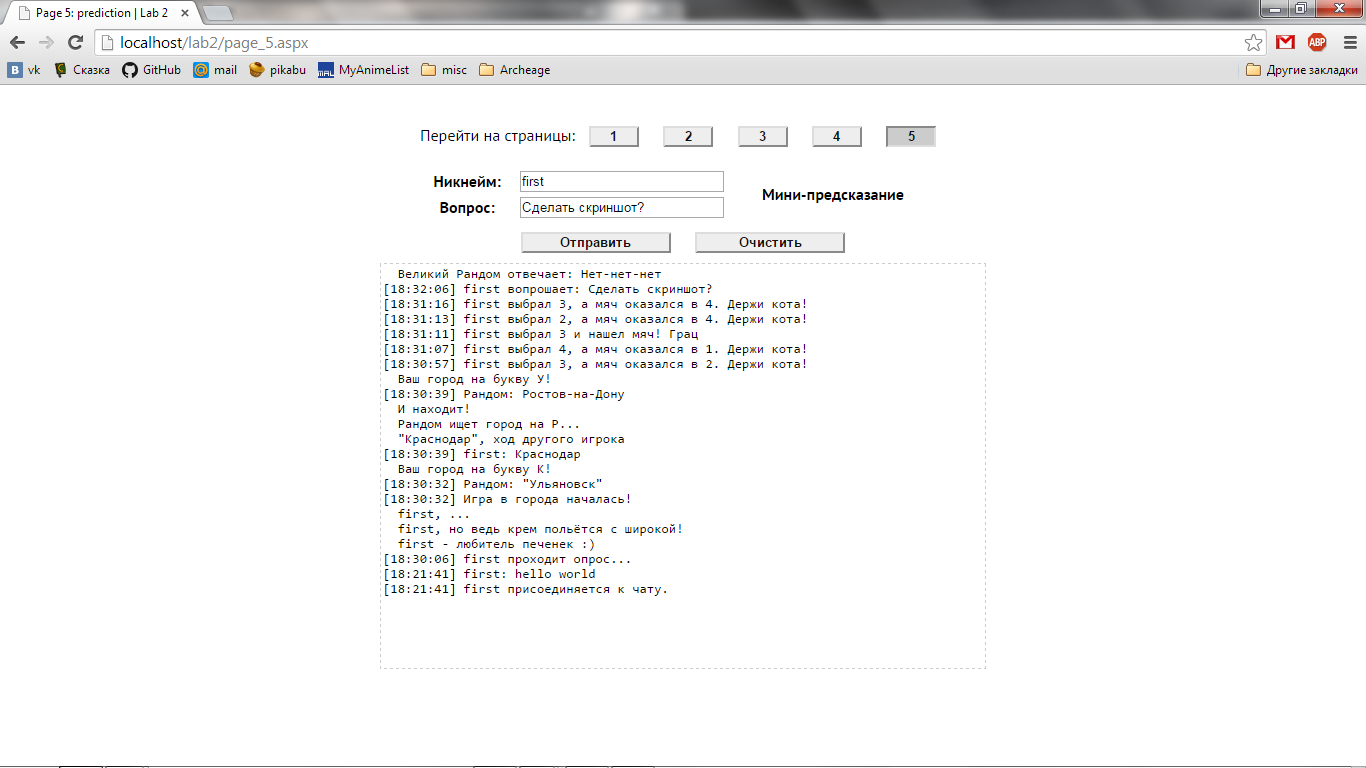 Page 5: prediction | Lab 2
localhost/lab2/page_5.aspx
vk Сказка GitHub mail pikabu MyAnimeList misc Archeage Другие закладки
Перейти на страницы: 1 2 3 4 5
Никнейм: first
Мини-предсказание
Вопрос: Сделать скриншот?
Отправить Очистить
Великий Рандом отвечает: Нет-нет-нет
[18:32:06] first вопрошает: Сделать скриншот?
[18:31:16] first выбрал 3, а мяч оказался в 4. Держи кота!
[18:31:13] first выбрал 2, а мяч оказался в 4. Держи кота!
[18:31:11] first выбрал 3 и нашел мяч! Грац
[18:31:07] first выбрал 4, а мяч оказался в 1. Держи кота!
[18:30:57] first выбрал 3, а мяч оказался в 2. Держи кота!
Ваш город на букву У!
[18:30:39] Рандом: Ростов-на-Дону
И находит!
Рандом ищет город на Р...
"Краснодар", ход другого игрока
[18:30:39] first: Краснодар
Ваш город на букву К!
[18:30:32] Рандом: "Ульяновск"
[18:30:32] Игра в города началась!
first, ...
first, но ведь крем польётся с широкой!
first - любитель печенек :)
[18:30:06] first проходит опрос...
[18:21:41] first: hello world
[18:21:41] first присоединяется к чату.